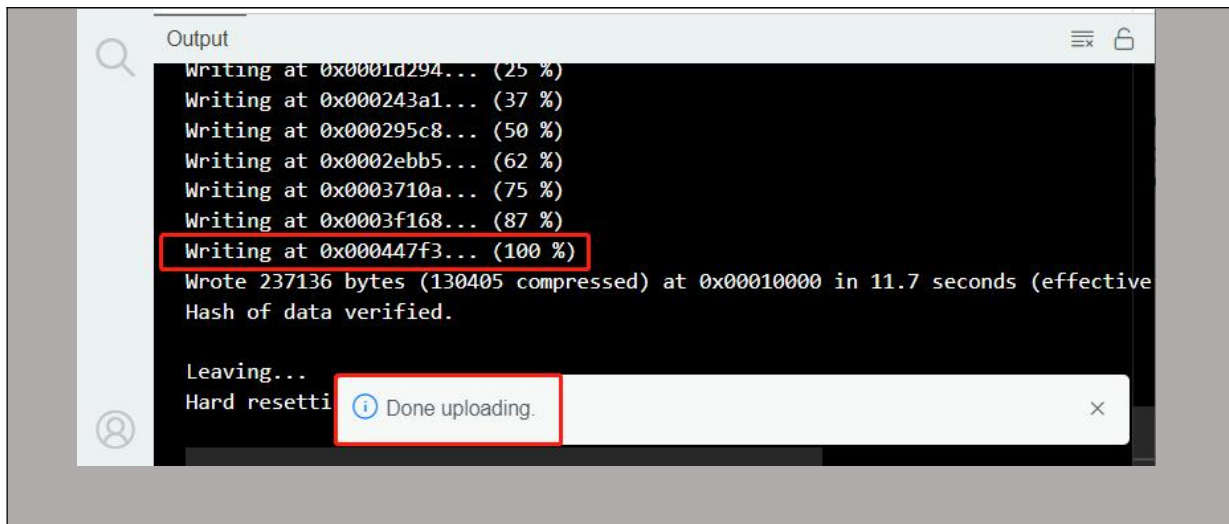 Output
Writing at 0x0001d294... (25 %)
Writing at 0x000243a1... (37 %)
Writing at 0x000295c8... (50 %)
Writing at 0x0002ebb5... (62 %)
Writing at 0x0003710a... (75 %)
Writing at 0x0003f168... (87 %)
Writing at 0x000447f3... (100 %)
Wrote 237136 bytes (130405 compressed) at 0x00010000 in 11.7 seconds (effective
Hash of data verified.
Leaving...
Hard resetti
Done uploading.